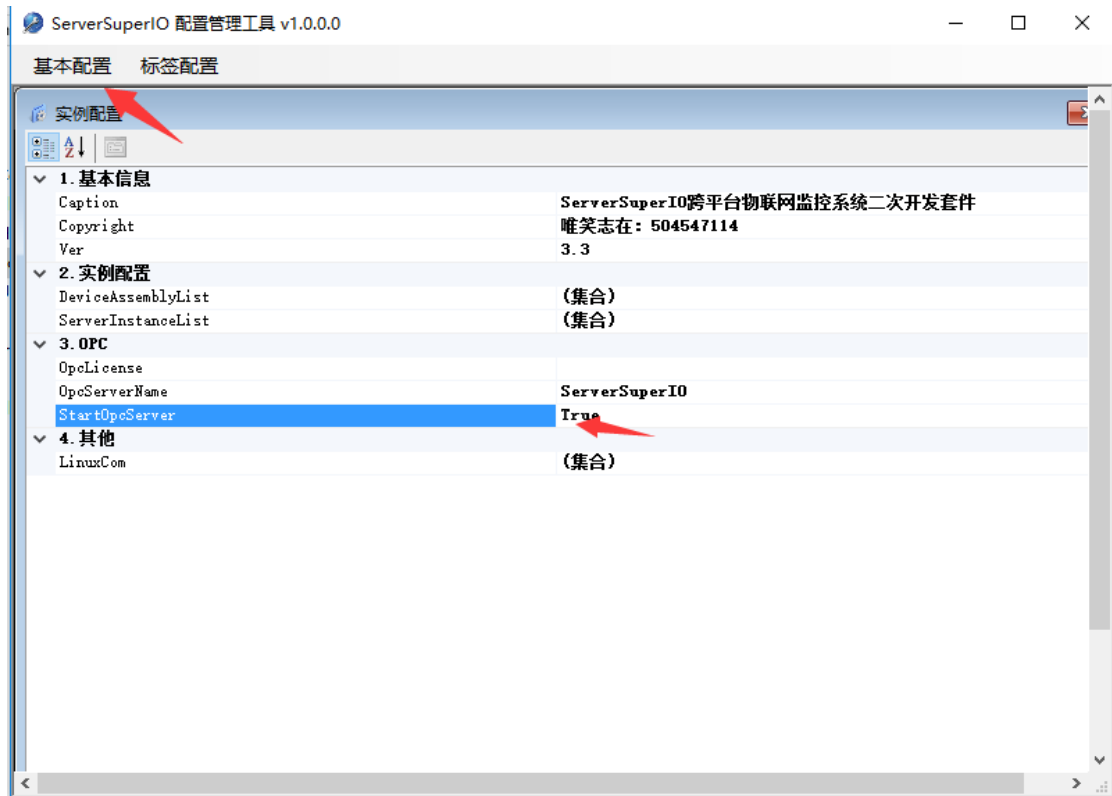 ServerSuperIO 配置管理工具 v1.0.0.0
基本配置 标签配置
实例配置
1. 基本信息
Caption ServerSuperIO跨平台物联网监控系统二次开发套件
Copyright 唯笑志在：504547114
Ver 3.3
2. 实例配置
DeviceAssemblyList (集合)
ServerInstanceList (集合)
3. OPC
OpcLicense
OpcServerName ServerSuperIO
StartOpcServer True
4. 其他
LinuxCom (集合)